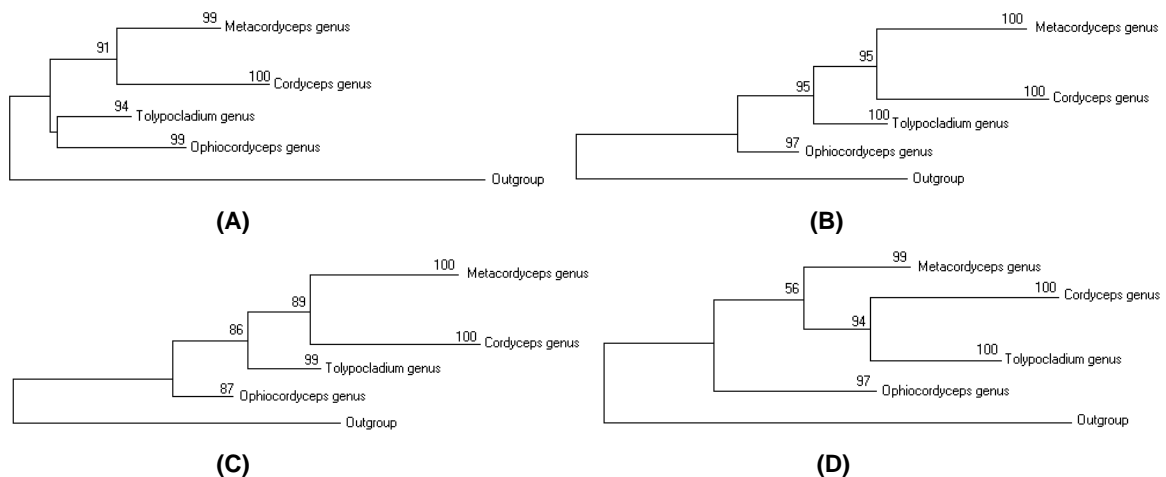 99 Metacordyceps genus
91
100 Cordyceps genus
94 Tolypocladium genus
99 Ophiocordyceps genus
Outgroup
(A)
100 Metacordyceps genus
95
95
100 Cordyceps genus
100 Tolypocladium genus
97 Ophiocordyceps genus
Outgroup
(B)
100 Metacordyceps genus
89
86
100 Cordyceps genus
99 Tolypocladium genus
87 Ophiocordyceps genus
Outgroup
(C)
99 Metacordyceps genus
56
100 Cordyceps genus
94
100 Tolypocladium genus
97 Ophiocordyceps genus
Outgroup
(D)